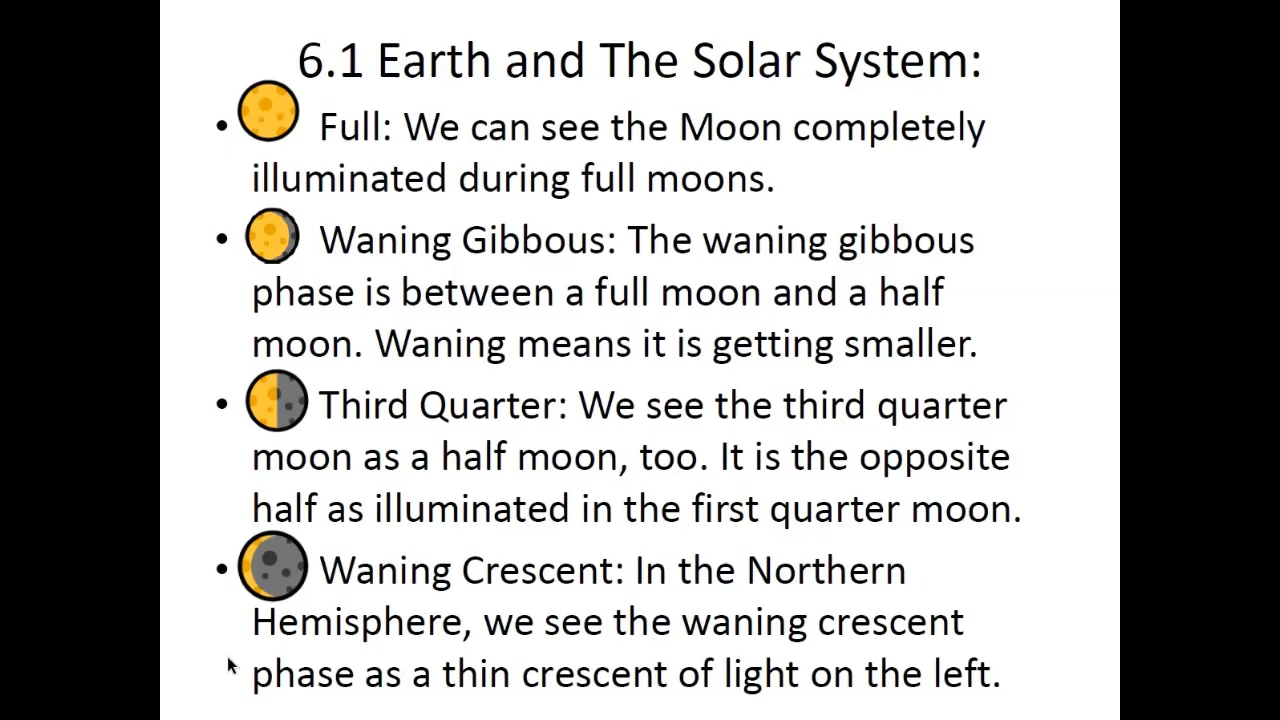 6.1 Earth and The Solar System:
• Full: We can see the Moon completely
illuminated during full moons.
• Waning Gibbous: The waning gibbous
phase is between a full moon and a half
moon. Waning means it is getting smaller.
• Third Quarter: We see the third quarter
moon as a half moon, too. It is the opposite
half as illuminated in the first quarter moon.
• Waning Crescent: In the Northern
Hemisphere, we see the waning crescent
phase as a thin crescent of light on the left.